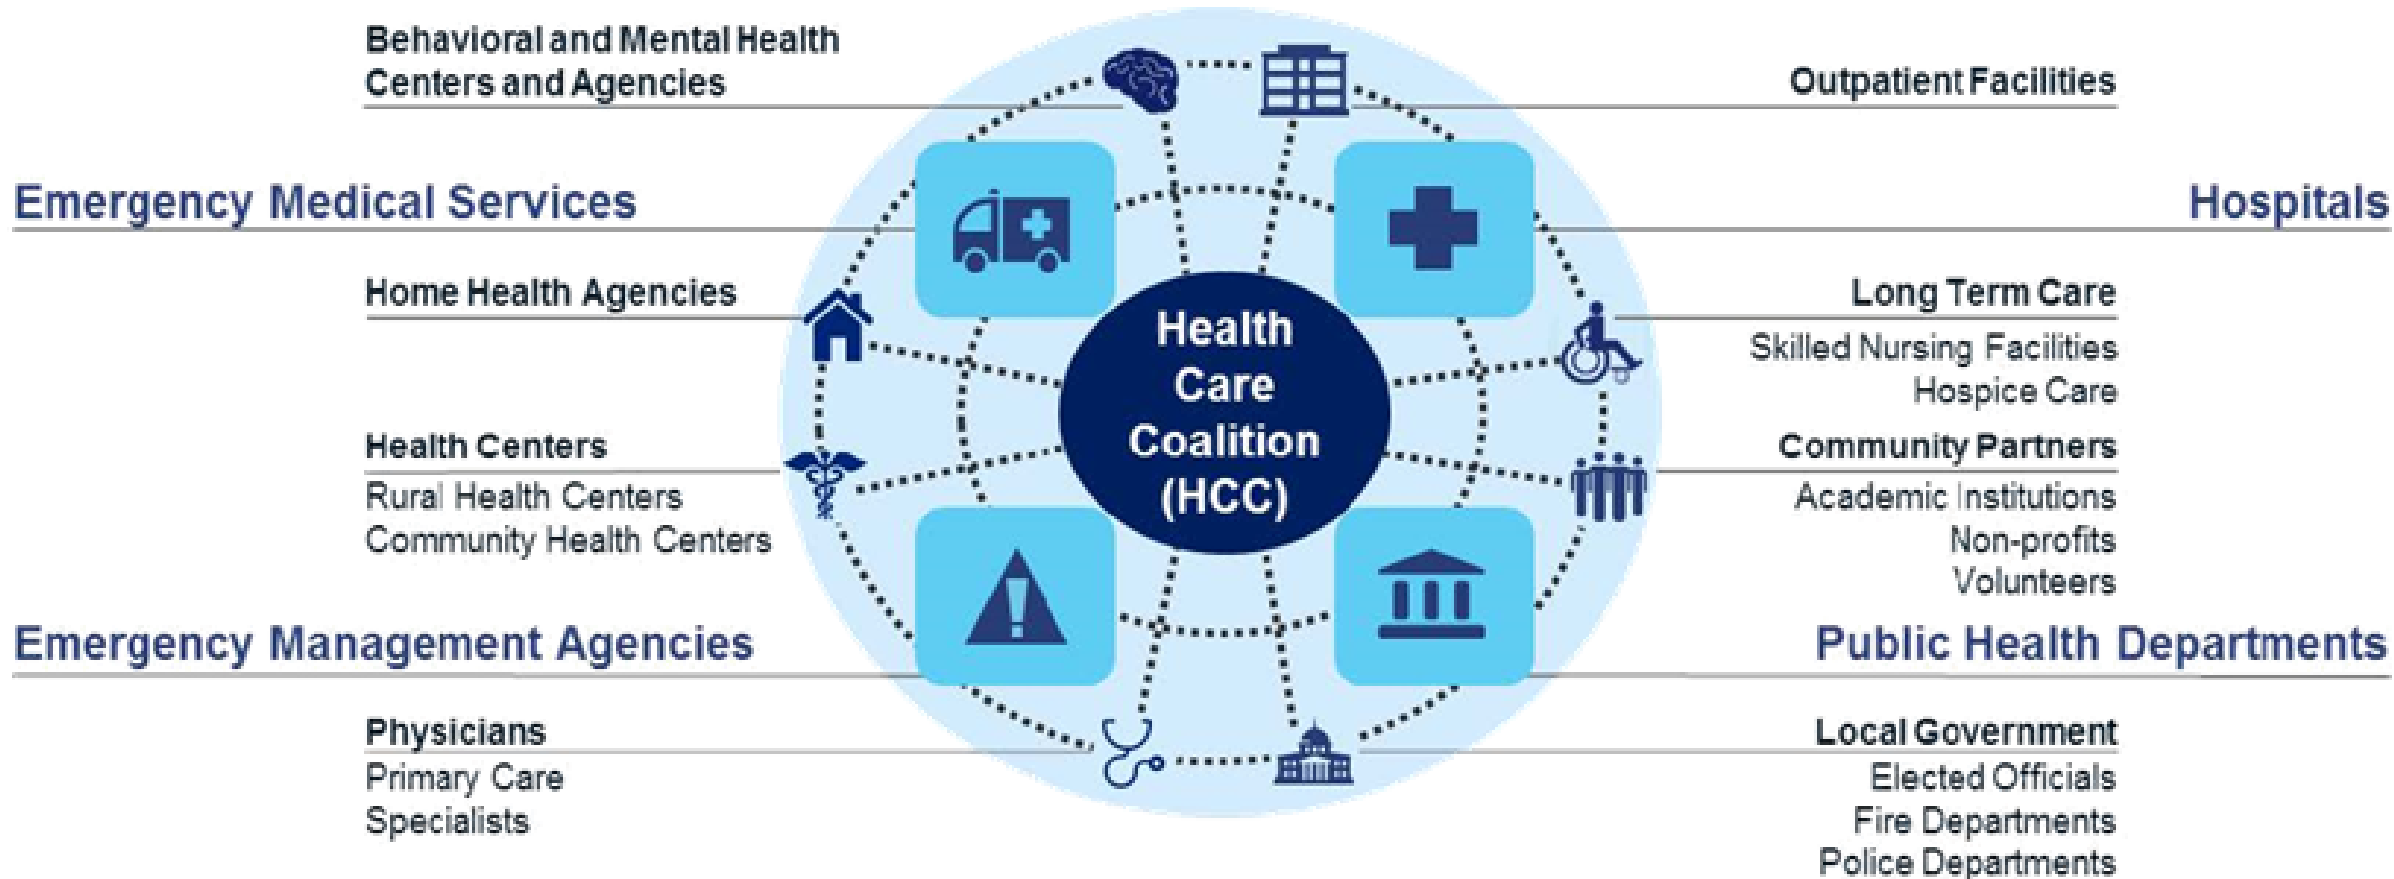 Behavioral and Mental Health
Centers and Agencies
Outpatient Facilities
Emergency Medical Services
Hospitals
Home Health Agencies
Long Term Care
Skilled Nursing Facilities
Hospice Care
Health
Care
Coalition
(HCC)
Health Centers
Rural Health Centers
Community Health Centers
Community Partners
Academic Institutions
Non-profits
Volunteers
Emergency Management Agencies
Public Health Departments
Physicians
Primary Care
Specialists
Local Government
Elected Officials
Fire Departments
Police Departments